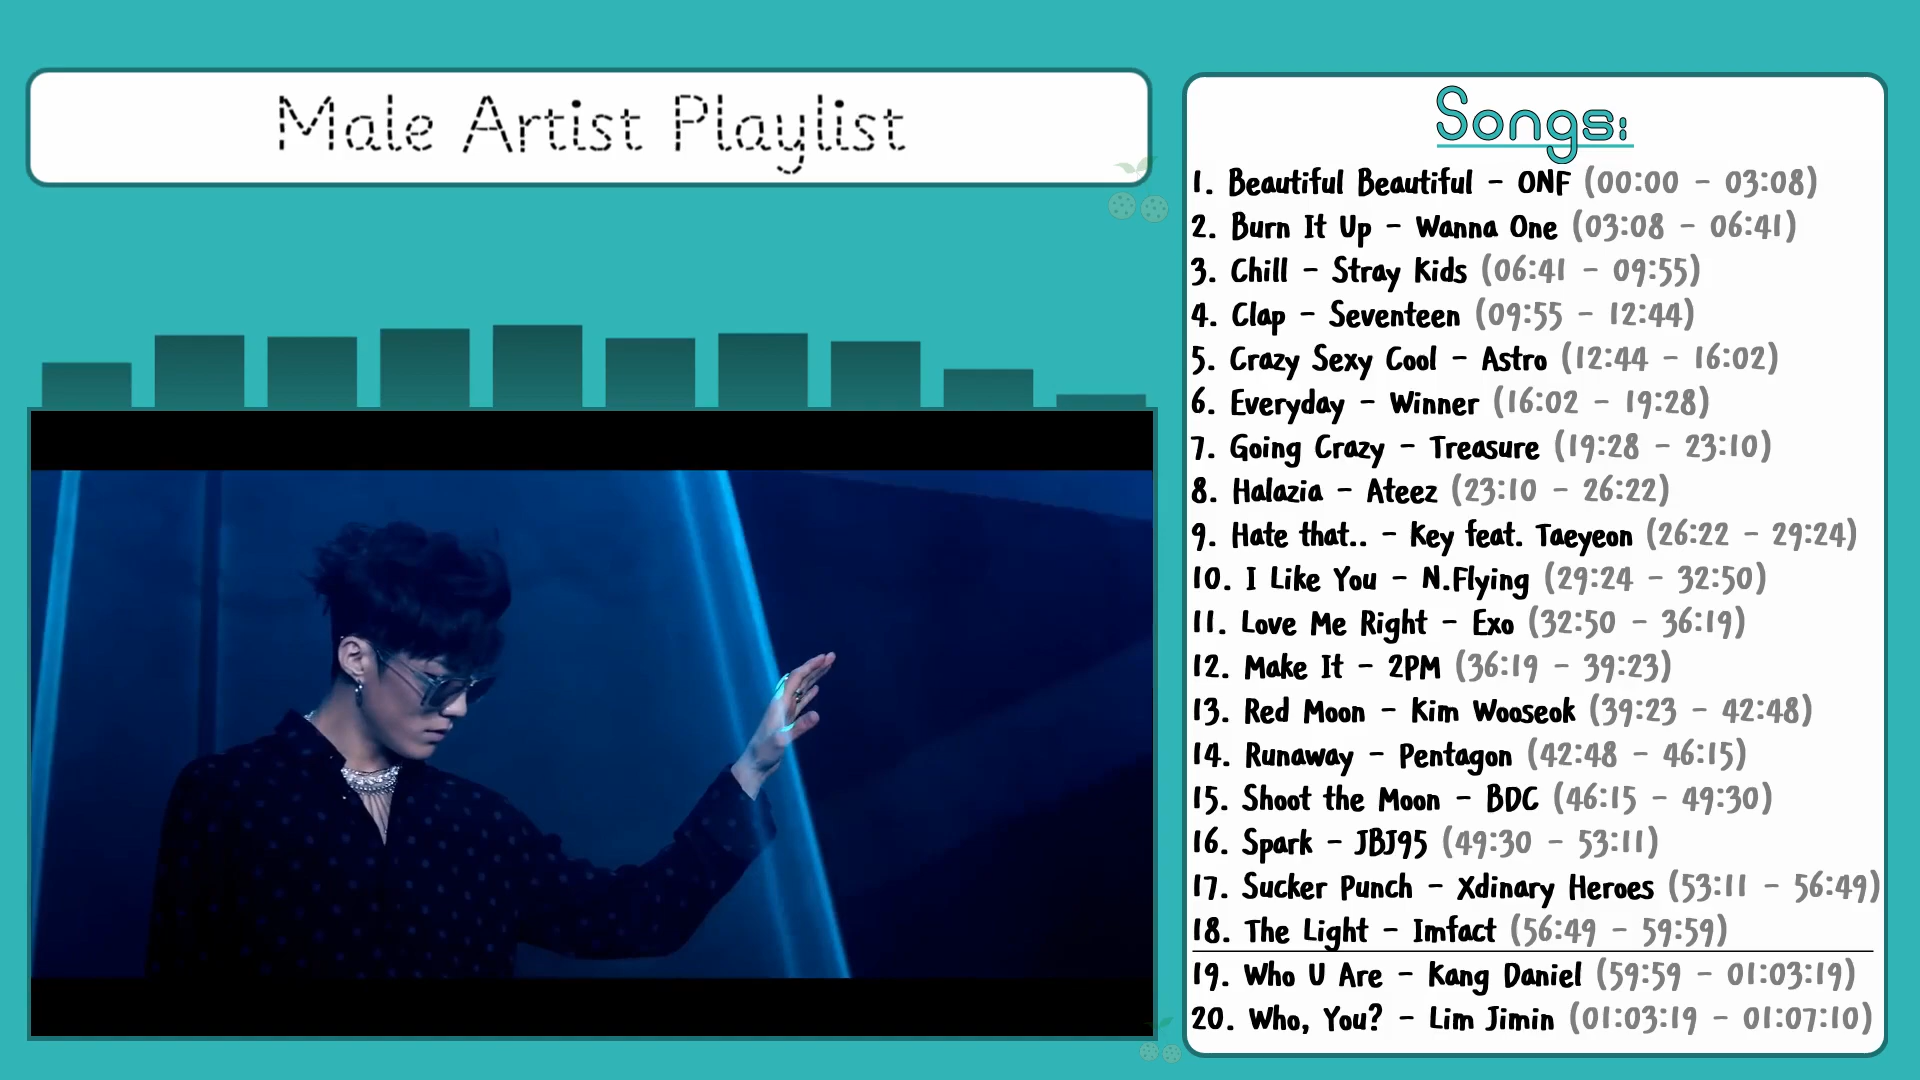 Male Artist Playlist
Songs:
1. Beautiful Beautiful - ONF (00:00 - 03:08)
2. Burn It Up - Wanna One (03:08 - 06:41)
3. Chill - Stray Kids (06:41 - 09:55)
4. Clap - Seventeen (09:55 - 12:44)
5. Crazy Sexy Cool - Astro (12:44 - 16:02)
6. Everyday - Winner (16:02 - 19:28)
7. Going Crazy - Treasure (19:28 - 23:10)
8. Halazia - Ateez (23:10 - 26:22)
9. Hate that.. - Key feat. Taeyeon (26:22 - 29:24)
10. I Like You - N.Flying (29:24 - 32:50)
11. Love Me Right - Exo (32:50 - 36:19)
12. Make It - 2PM (36:19 - 39:23)
13. Red Moon - Kim Wooseok (39:23 - 42:48)
14. Runaway - Pentagon (42:48 - 46:15)
15. Shoot the Moon - BDC (46:15 - 49:30)
16. Spark - JBJ95 (49:30 - 53:11)
17. Sucker Punch - Xdinary Heroes (53:11 - 56:49)
18. The Light - Imfact (56:49 - 59:59)
19. Who U Are - Kang Daniel (59:59 - 01:03:19)
20. Who, You? - Lim Jimin (01:03:19 - 01:07:10)